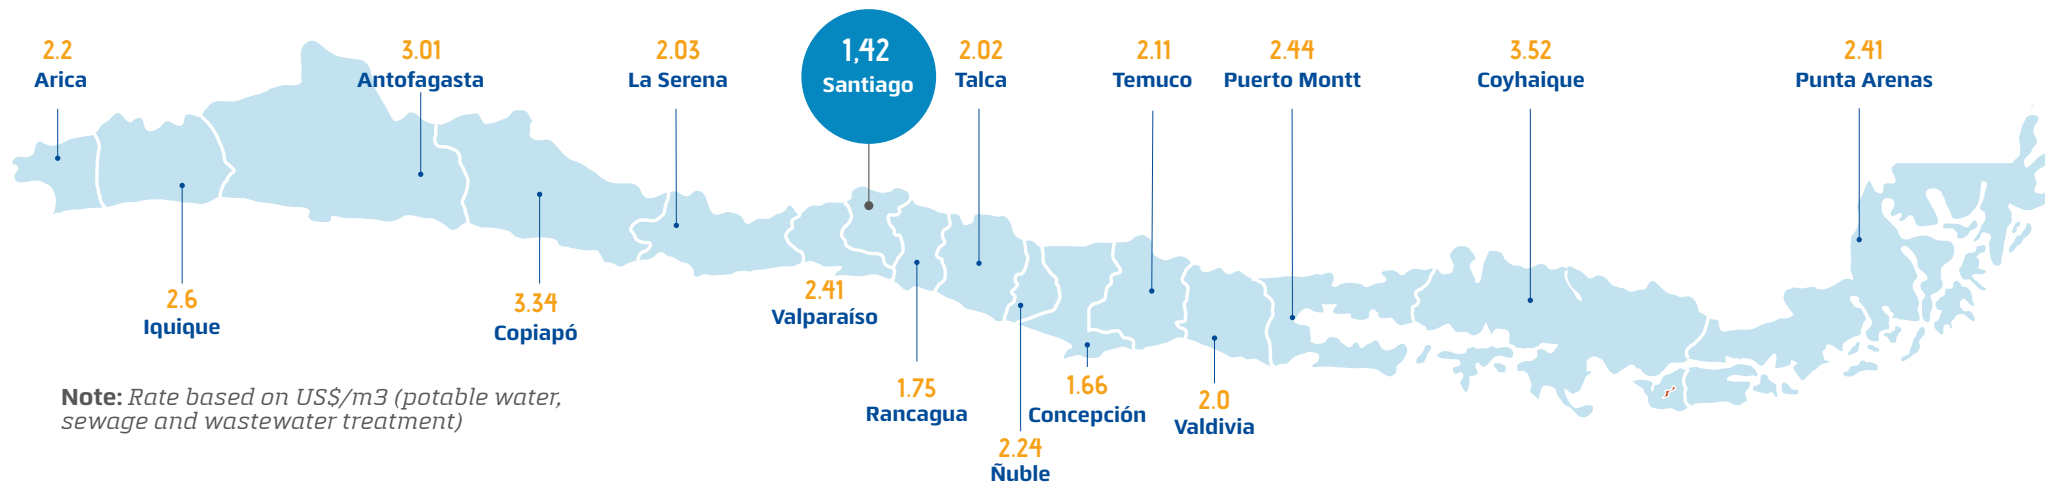 2.2
Arica
3.01
Antofagasta
2.03
La Serena
1,42
Santiago
2.02
Talca
2.11
Temuco
2.44
Puerto Montt
3.52
Coyhaique
2.41
Punta Arenas
2.6
Iquique
3.34
Copiapó
2.41
Valparaíso
1.75
Rancagua
2.24
Ñuble
1.66
Concepción
2.0
Valdivia
Note: Rate based on US$/m3 (potable water,
sewage and wastewater treatment)